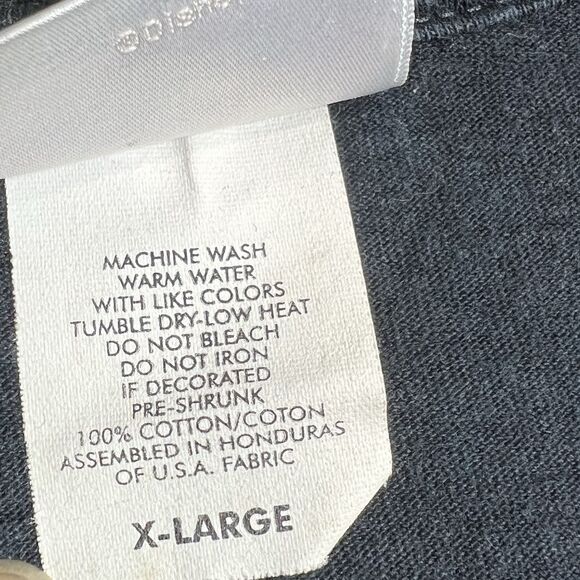 MACHINE WASH
WARM WATER
WITH LIKE COLORS
TUMBLE DRY-LOW HEAT
DO NOT BLEACH
DO NOT IRON
IF DECORATED
PRE-SHRUNK
100% COTTON/COTON
ASSEMBLED IN HONDURAS
OF U.S.A. FABRIC
X-LARGE